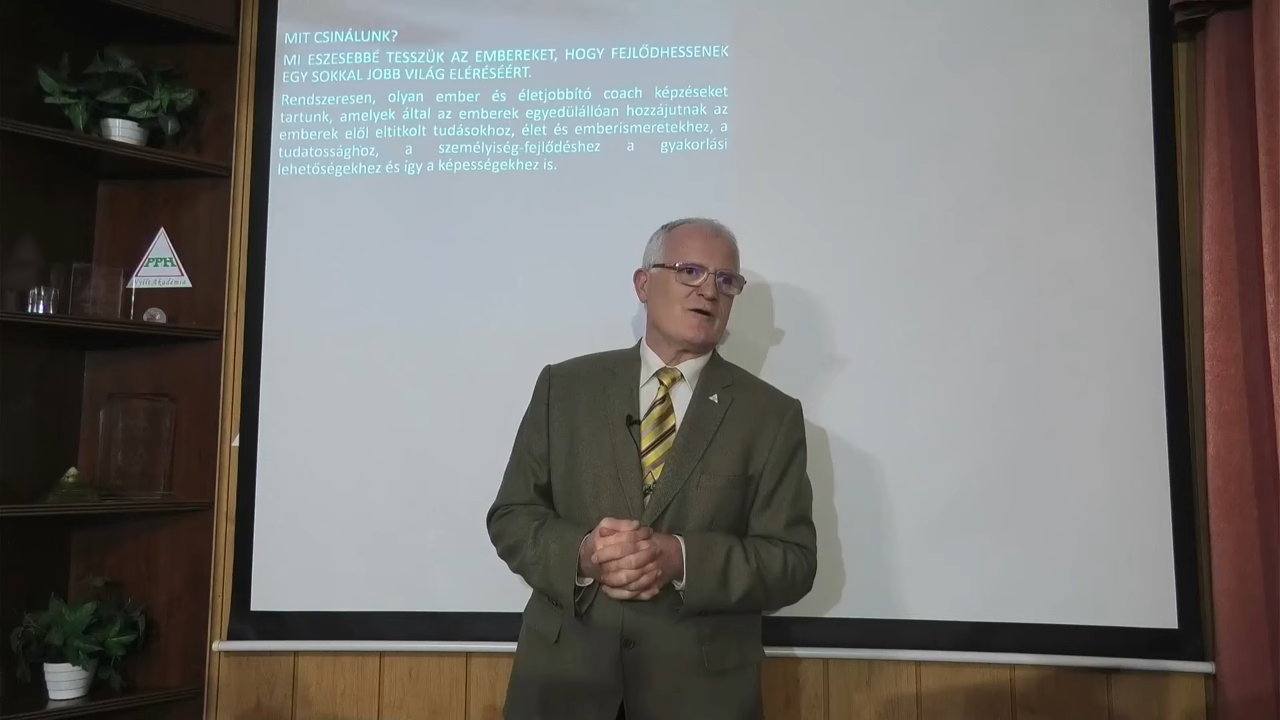 MIT CSINÁLUNK?
MI ESZESEBBÉ TESSZÜK AZ EMBEREKET, HOGY FEJLŐDHESSENEK
EGY SOKKAL JOBB VILÁG ELÉRÉSÉÉRT.
Rendszeresen, olyan ember és életjobbító coach képzéseket
tartunk, amelyek által az emberek egyedülállóan hozzájutnak az
emberek elől eltitkolt tudásokhoz, élet és emberismeretekhez, a
tudatossághoz, a személyiség-fejlődéshez a gyakorlási
lehetőségekhez és így a képességekhez is.
PPH
Nyílt Akadémia